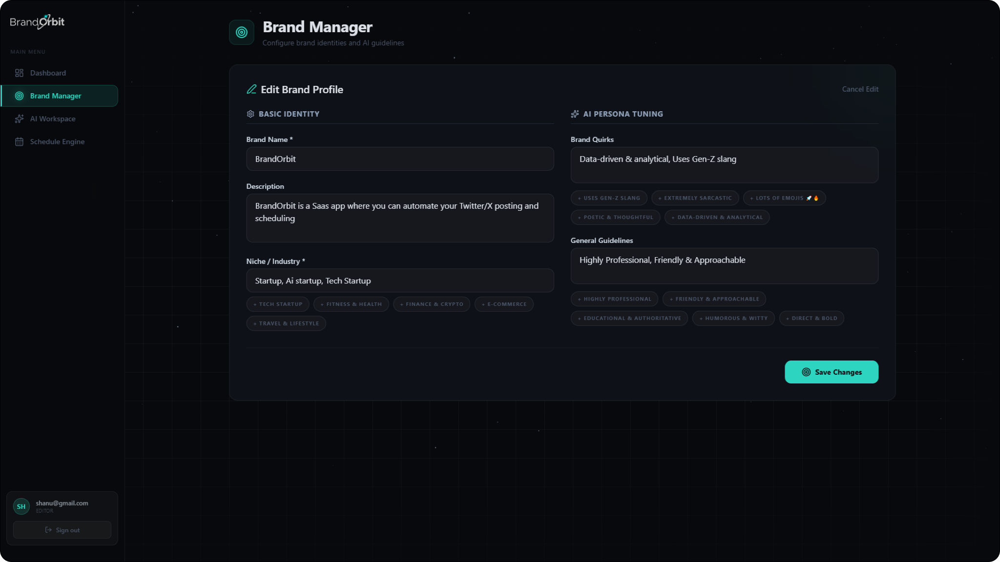 BrandOrbit
MAIN MENU
Dashboard
Brand Manager
AI Workspace
Schedule Engine
Brand Manager
Configure brand identities and AI guidelines
Edit Brand Profile
Cancel Edit
BASIC IDENTITY
Brand Name *
BrandOrbit
Description
BrandOrbit is a Saas app where you can automate your Twitter/X posting and
scheduling
Niche / Industry *
Startup, Ai startup, Tech Startup
+ TECH STARTUP + FITNESS & HEALTH + FINANCE & CRYPTO + E-COMMERCE
+ TRAVEL & LIFESTYLE
AI PERSONA TUNING
Brand Quirks
Data-driven & analytical, Uses Gen-Z slang
+ USES GEN-Z SLANG + EXTREMELY SARCASTIC + LOTS OF EMOJIS 🚀🔥
+ POETIC & THOUGHTFUL + DATA-DRIVEN & ANALYTICAL
General Guidelines
Highly Professional, Friendly & Approachable
+ HIGHLY PROFESSIONAL + FRIENDLY & APPROACHABLE
+ EDUCATIONAL & AUTHORITATIVE + HUMOROUS & WITTY + DIRECT & BOLD
Save Changes
SH
shanu@gmail.com
EDITOR
Sign out